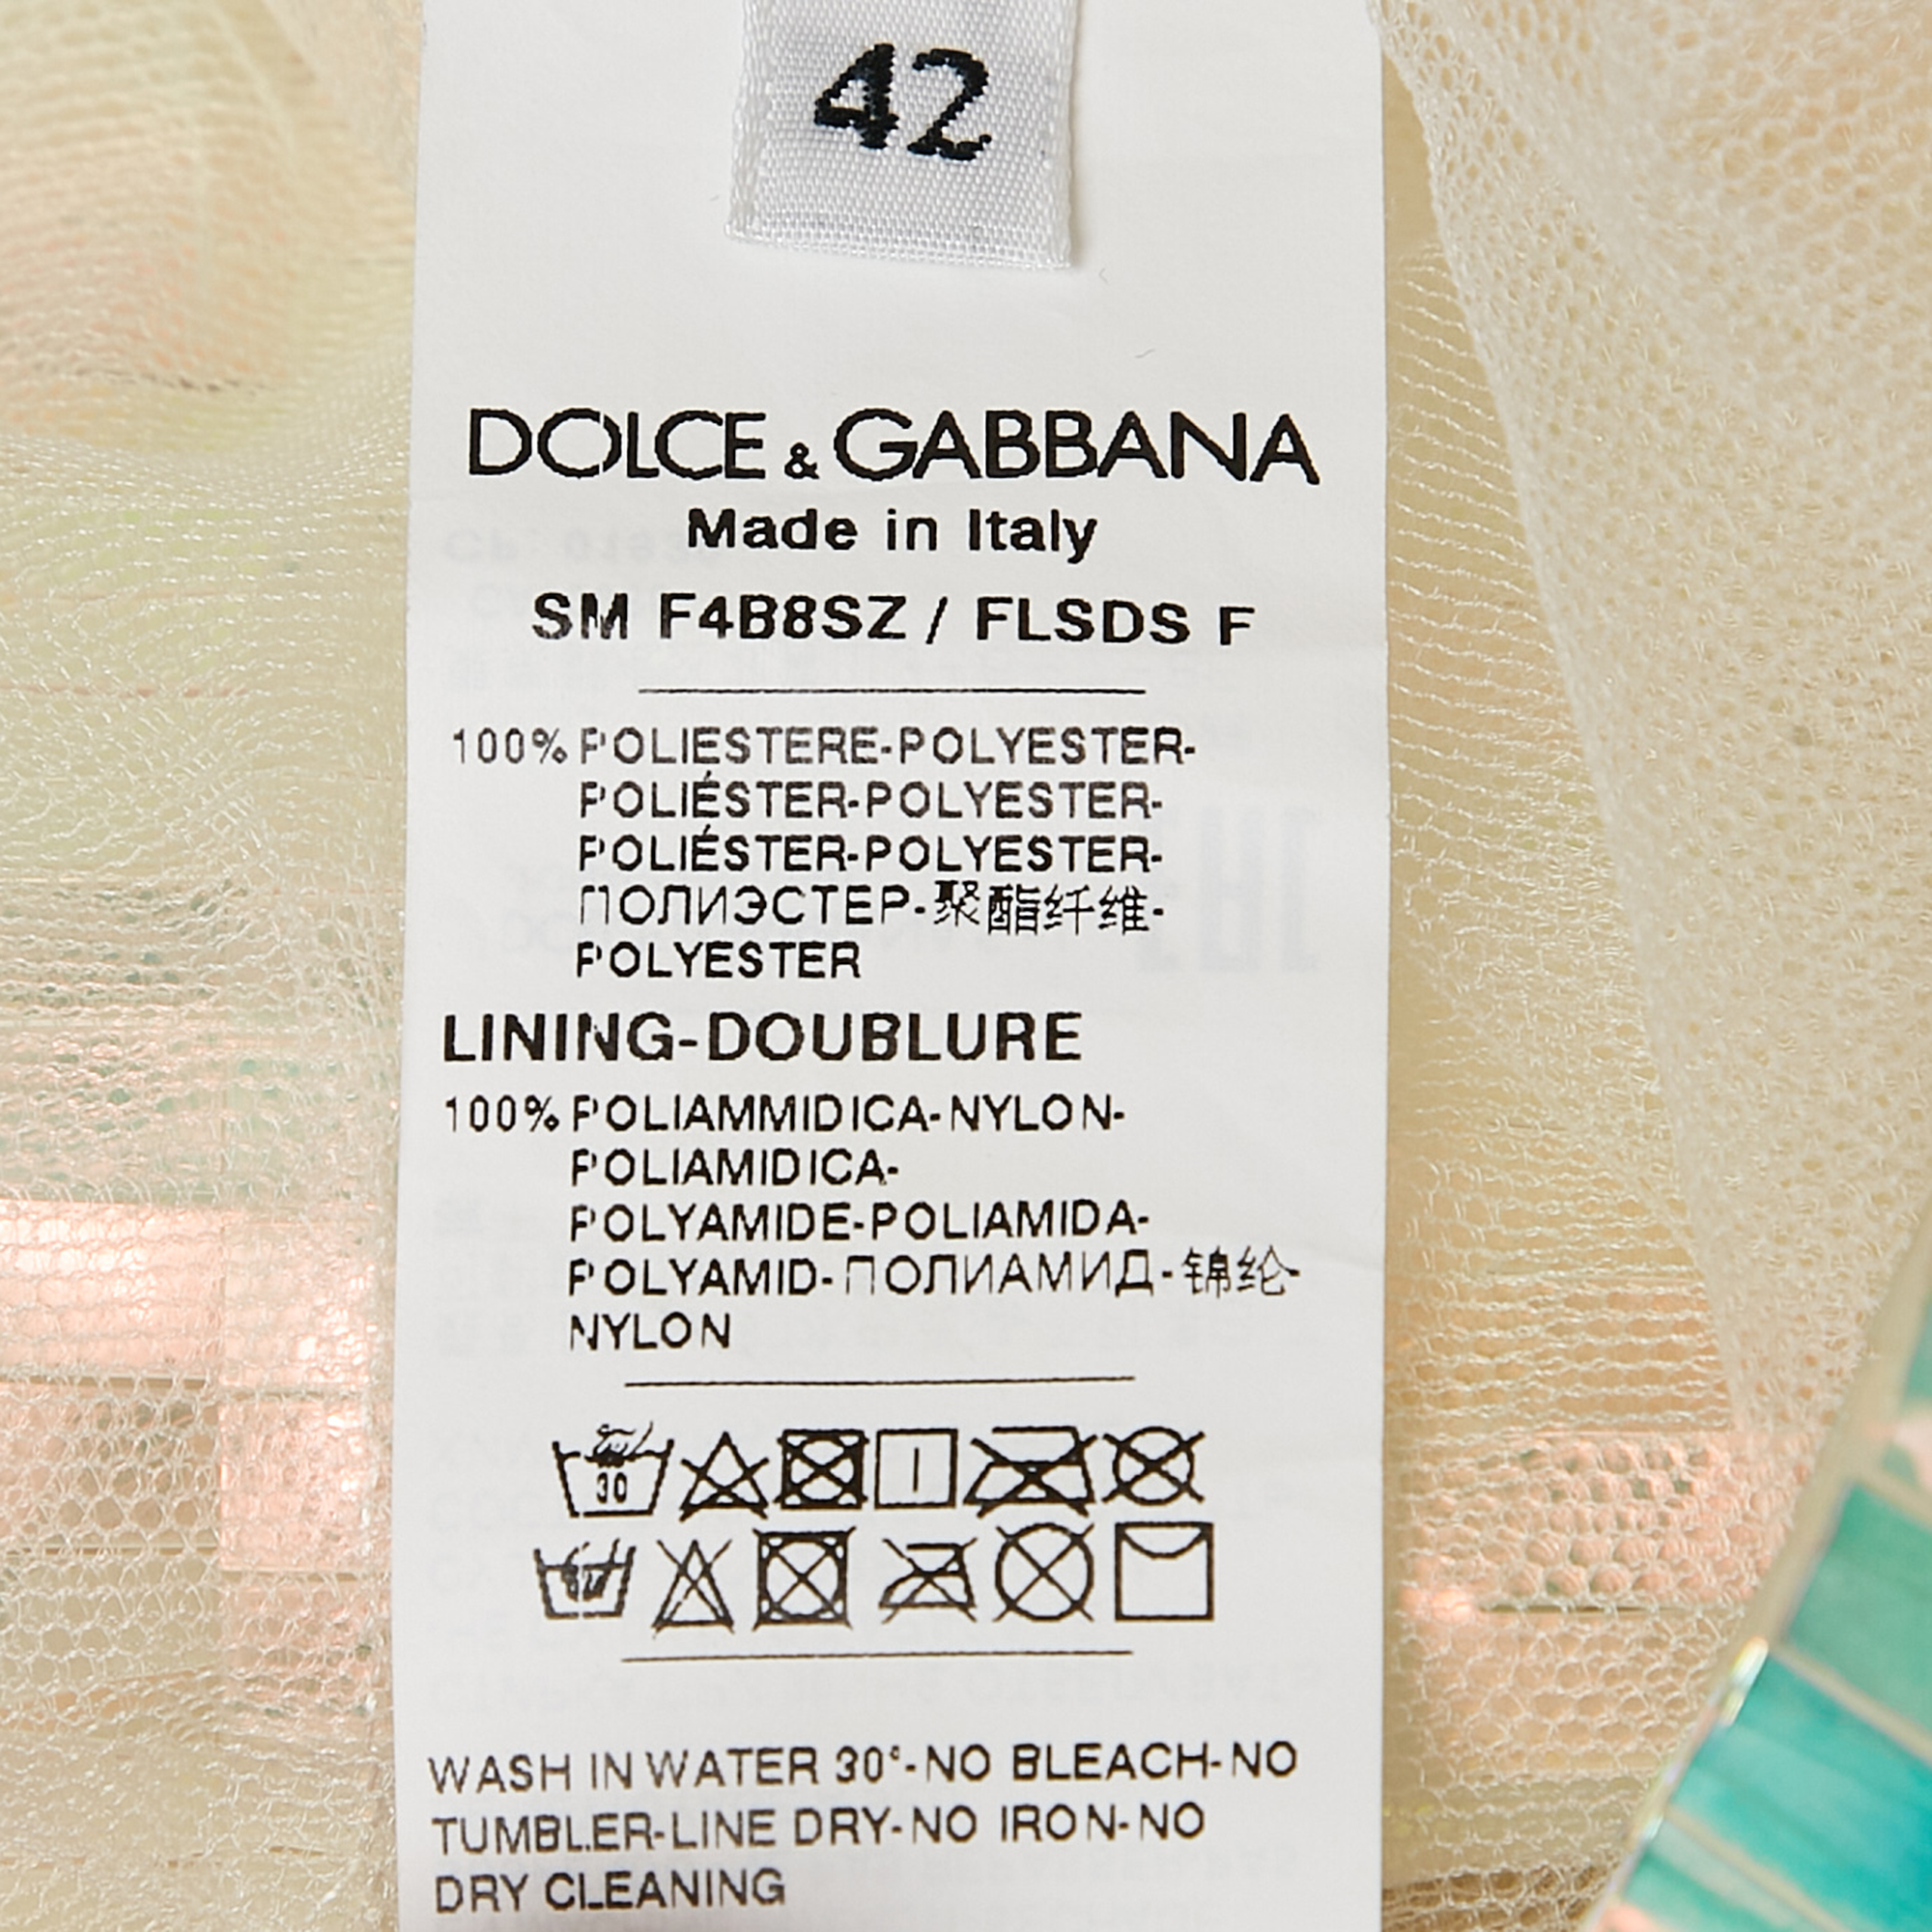 42
DOLCE & GABBANA
Made in Italy
SM F4B8SZ / FLSDS F
100% POLIESTERE-POLYESTER-
POLIÉSTER-POLYESTER-
POLIÉSTER-POLYESTER-
ПОЛИЭСТЕР-聚酯纤维-
POLYESTER
LINING-DOUBLURE
100% POLIAMMIDICA-NYLON-
POLIAMIDICA-
POLYAMIDE-POLIAMIDA-
POLYAMID-ПОЛИАМИД-锦纶-
NYLON
30
WASH IN WATER 30°-NO BLEACH-NO
TUMBLER-LINE DRY-NO IRON-NO
DRY CLEANING